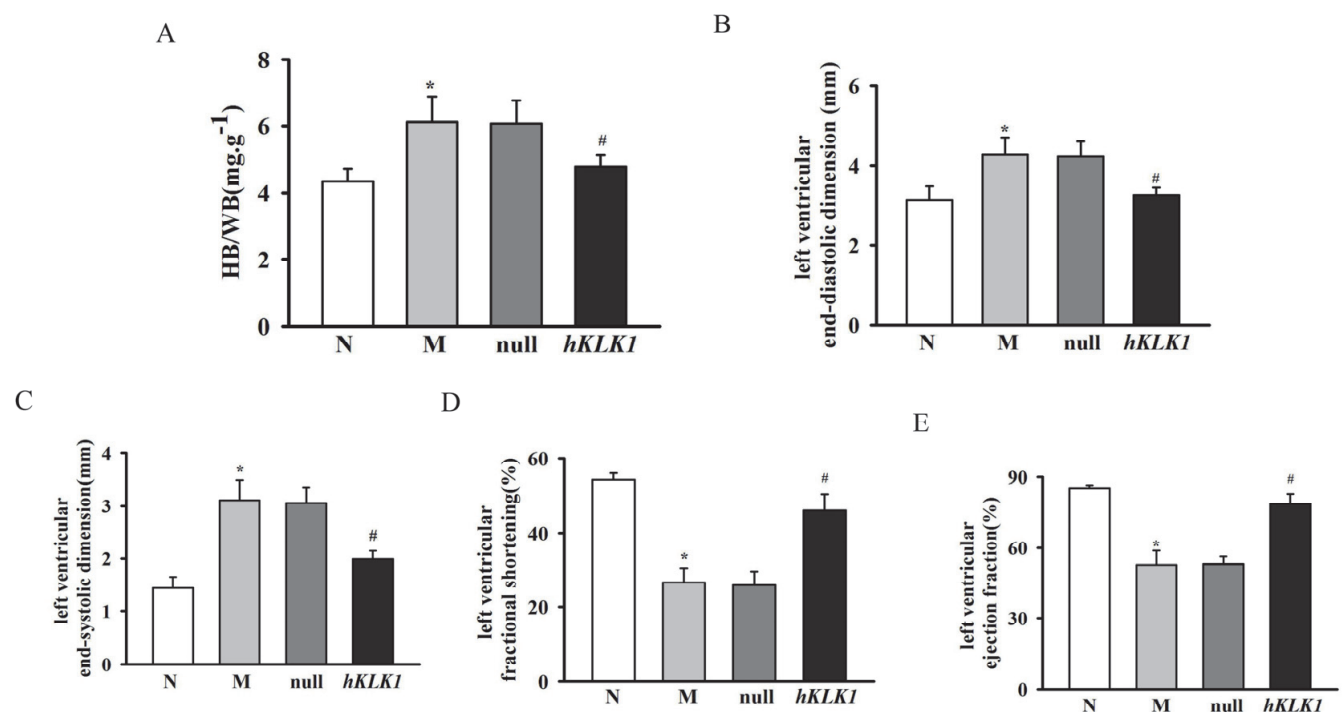 A
HB/WB(mg.g-1)
8
6
4
2
0
*
#
N M null hKLK1
B
left ventricular
end-diastolic dimension (mm)
6
4
2
0
*
#
N M null hKLK1
C
left ventricular
end-systolic dimension(mm)
4
3
2
1
0
*
#
N M null hKLK1
D
left ventricular
fractional shortening(%)
60
40
20
0
*
#
N M null hKLK1
E
left ventricular
ejection fraction(%)
90
60
30
0
*
#
N M null hKLK1